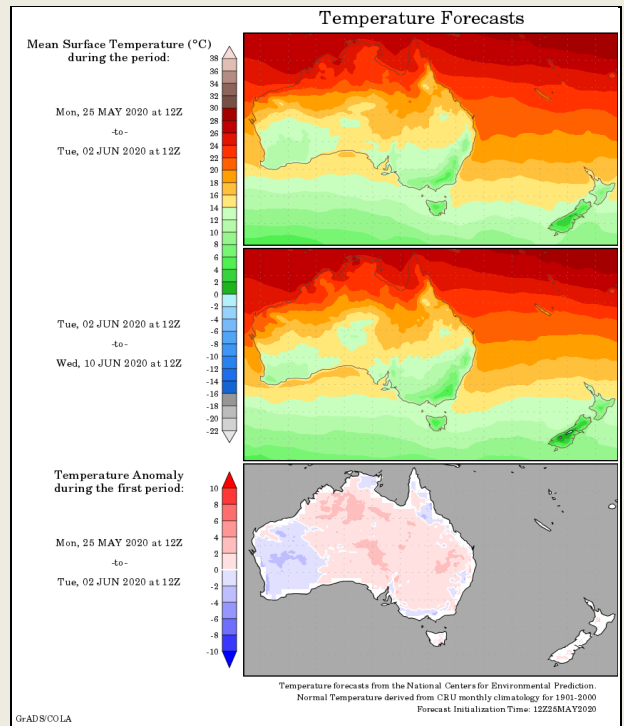 Temperature Forecasts
Mean Surface Temperature (°C)
during the period:
38
36
34
32
30
28
26
24
22
20
18
16
14
12
10
8
6
4
2
0
-2
-4
-6
-8
-10
-12
-14
-16
-18
-20
-22
Mon, 25 MAY 2020 at 12Z
-to-
Tue, 02 JUN 2020 at 12Z
Tue, 02 JUN 2020 at 12Z
-to-
Wed, 10 JUN 2020 at 12Z
Temperature Anomaly
during the first period:
10
8
6
4
2
0
-2
-4
-6
-8
-10
Mon, 25 MAY 2020 at 12Z
-to-
Tue, 02 JUN 2020 at 12Z
Temperature forecasts from the National Centers for Environmental Prediction.
Normal Temperature derived from CRU monthly climatology for 1901-2000
Forecast Initialization Time: 12Z25MAY2020
GrADS/COLA